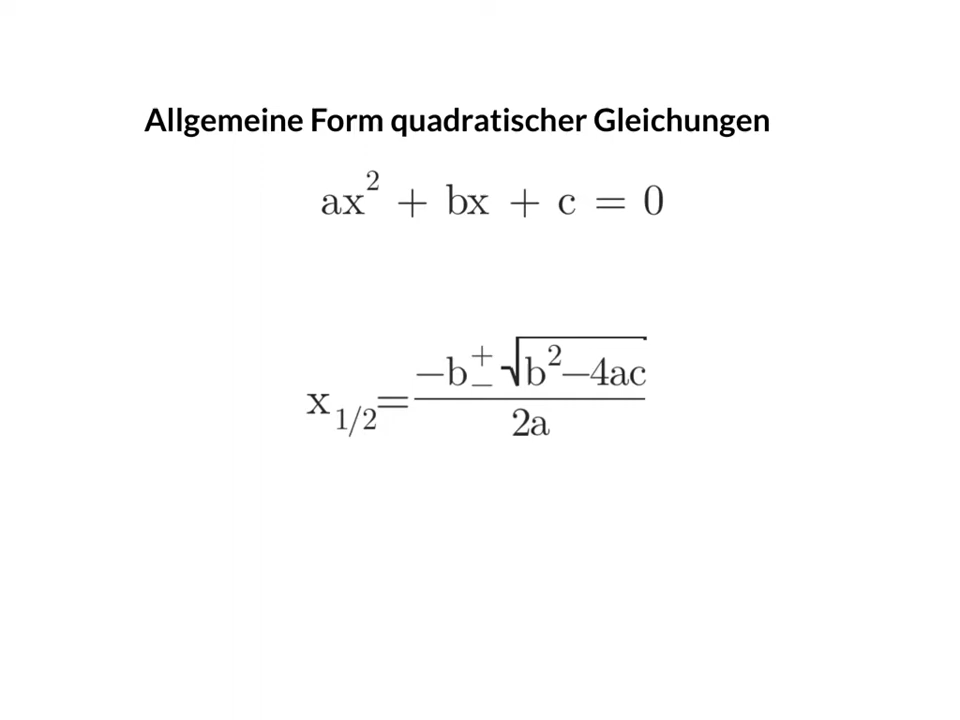 Allgemeine Form quadratischer Gleichungen
ax² + bx + c = 0
x₁/₂ = (−b ± √(b²−4ac)) / 2a